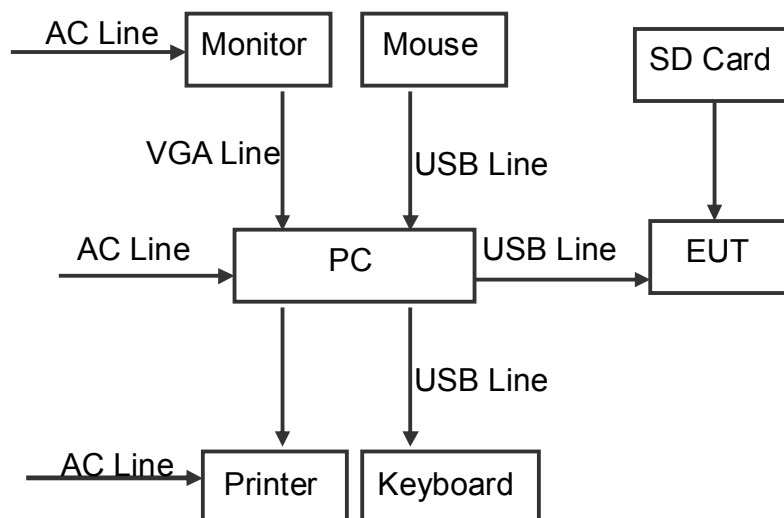 AC Line
Monitor
Mouse
SD Card
VGA Line
USB Line
AC Line
PC
USB Line
EUT
USB Line
AC Line
Printer
Keyboard